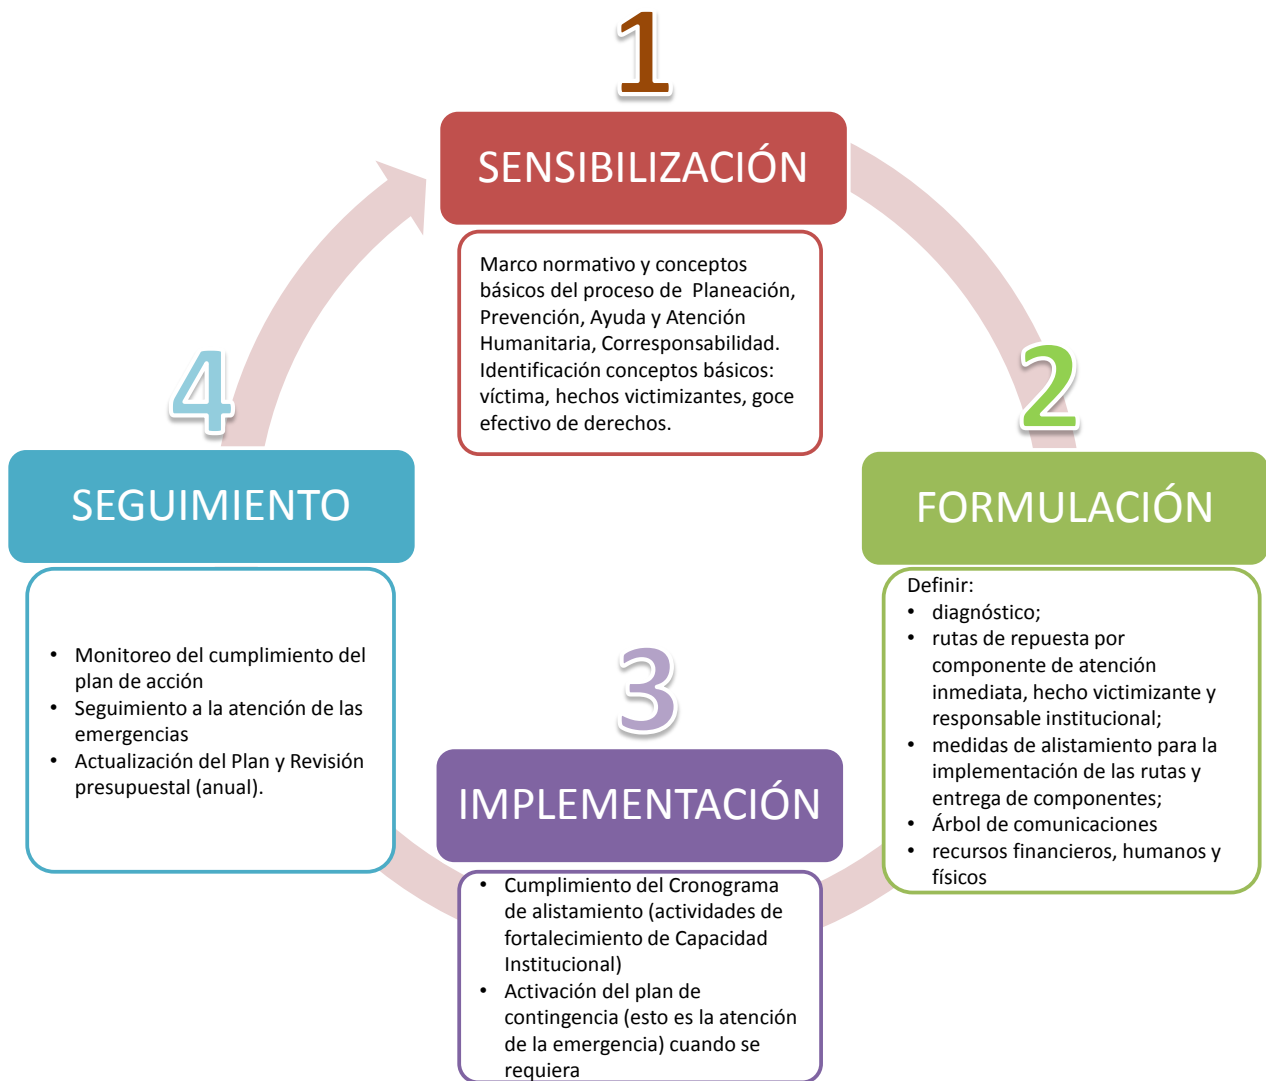 1
SENSIBILIZACIÓN
Marco normativo y conceptos
básicos del proceso de Planeación,
Prevención, Ayuda y Atención
Humanitaria, Corresponsabilidad.
Identificación conceptos básicos:
víctima, hechos victimizantes, goce
efectivo de derechos.
2
FORMULACIÓN
Definir:
• diagnóstico;
• rutas de repuesta por
componente de atención
inmediata, hecho victimizante y
responsable institucional;
• medidas de alistamiento para la
implementación de las rutas y
entrega de componentes;
• Árbol de comunicaciones
• recursos financieros, humanos y
físicos
3
IMPLEMENTACIÓN
• Cumplimiento del Cronograma
de alistamiento (actividades de
fortalecimiento de Capacidad
Institucional)
• Activación del plan de
contingencia (esto es la atención
de la emergencia) cuando se
requiera
4
SEGUIMIENTO
• Monitoreo del cumplimiento del
plan de acción
• Seguimiento a la atención de las
emergencias
• Actualización del Plan y Revisión
presupuestal (anual).